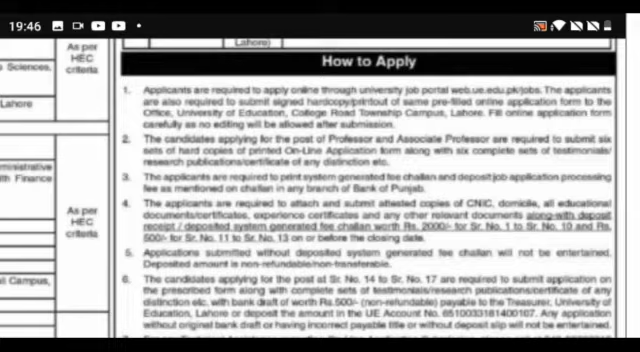 19:46
Lahore)
As per
HEC
criteria
Sciences,
Lahore
ministrative
th Finance
As per
HEC
criteria
Campus,
How to Apply
1. Applicants are required to apply online through university job portal web.ue.edu.pk/jobs. The applicants
are also required to submit signed hardcopy/printout of same pre-filled online application form to the
Office, University of Education, College Road Township Campus, Lahore. Fill online application form
carefully as no editing will be allowed after submission.
2. The candidates applying for the post of Professor and Associate Professor are required to submit six
sets of hard copies of printed On-Line Application form along with six complete sets of testimonials/
research publications/certificate of any distinction etc.
3. The applicants are required to print system generated fee challan and deposit job application processing
fee as mentioned on challan in any branch of Bank of Punjab.
4. The applicants are required to attach and submit attested copies of CNIC, domicile, all educational
documents/certificates, experience certificates and any other relevant documents along-with deposit
receipt / deposited system generated fee challan worth Rs. 2000/- for Sr. No. 1 to Sr. No. 10 and Rs.
500/- for Sr. No. 11 to Sr. No. 13 on or before the closing date.
5. Applications submitted without deposited system generated fee challan will not be entertained.
Deposited amount is non-refundable/non-transferable.
6. The candidates applying for the post at Sr. No. 14 to Sr. No. 17 are required to submit application on
the prescribed form along with complete sets of testimonials/research publications/certificate of any
distinction etc. with bank draft of worth Rs.500/- (non-refundable) payable to the Treasurer, University of
Education, Lahore or deposit the amount in the UE Account No. 6510033181400107. Any application
without original bank draft or having incorrect payable title or without deposit slip will not be entertained.